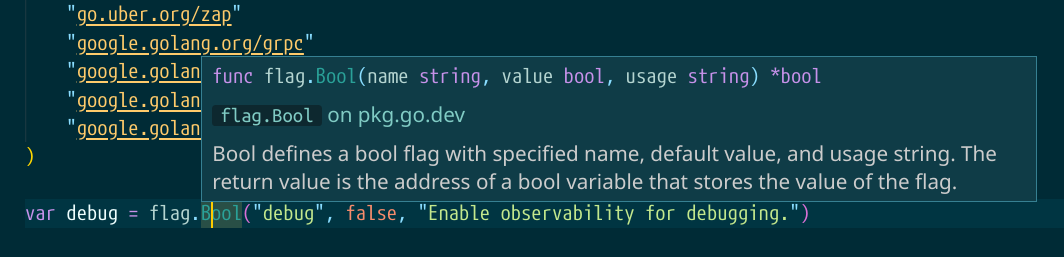 "go.uber.org/zap"
"google.golang.org/grpc"
"google.golan
"google.golan
"google.golan
)
func flag.Bool(name string, value bool, usage string) *bool
flag.Bool on pkg.go.dev
Bool defines a bool flag with specified name, default value, and usage string. The
return value is the address of a bool variable that stores the value of the flag.
var debug = flag.Bool("debug", false, "Enable observability for debugging.")